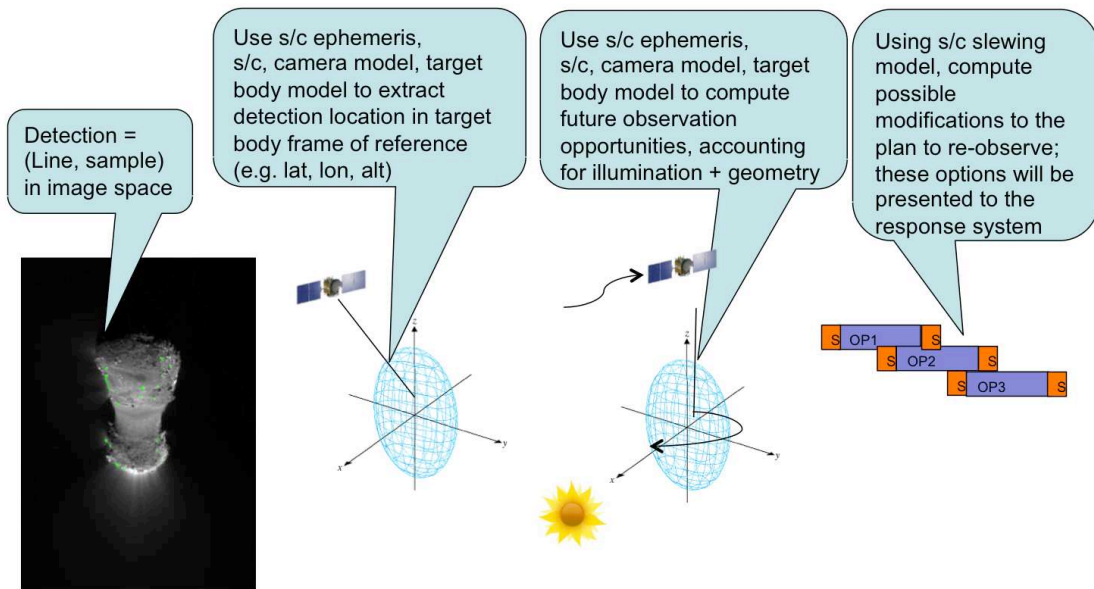 Detection =
(Line, sample)
in image space
Use s/c ephemeris,
s/c, camera model, target
body model to extract
detection location in target
body frame of reference
(e.g. lat, lon, alt)
Use s/c ephemeris,
s/c, camera model, target
body model to compute
future observation
opportunities, accounting
for illumination + geometry
Using s/c slewing
model, compute
possible
modifications to the
plan to re-observe;
these options will be
presented to the
response system
z
y
x
z
y
x
S OP1 S
S OP2 S
S OP3 S